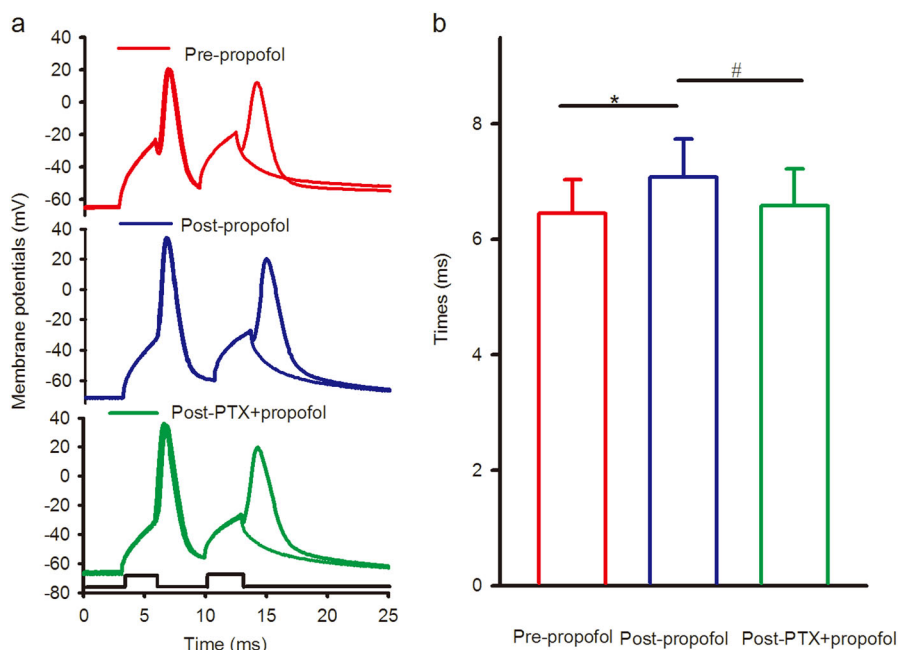 a
Pre-propofol
40
20
0
-20
-40
-60
Post-propofol
40
20
0
-20
-40
-60
Post-PTX+propofol
40
20
0
-20
-40
-60
-80
Membrane potentials (mV)
0 5 10 15 20 25
Time (ms)
b
8
6
4
2
0
Times (ms)
*
#
Pre-propofol Post-propofol Post-PTX+propofol